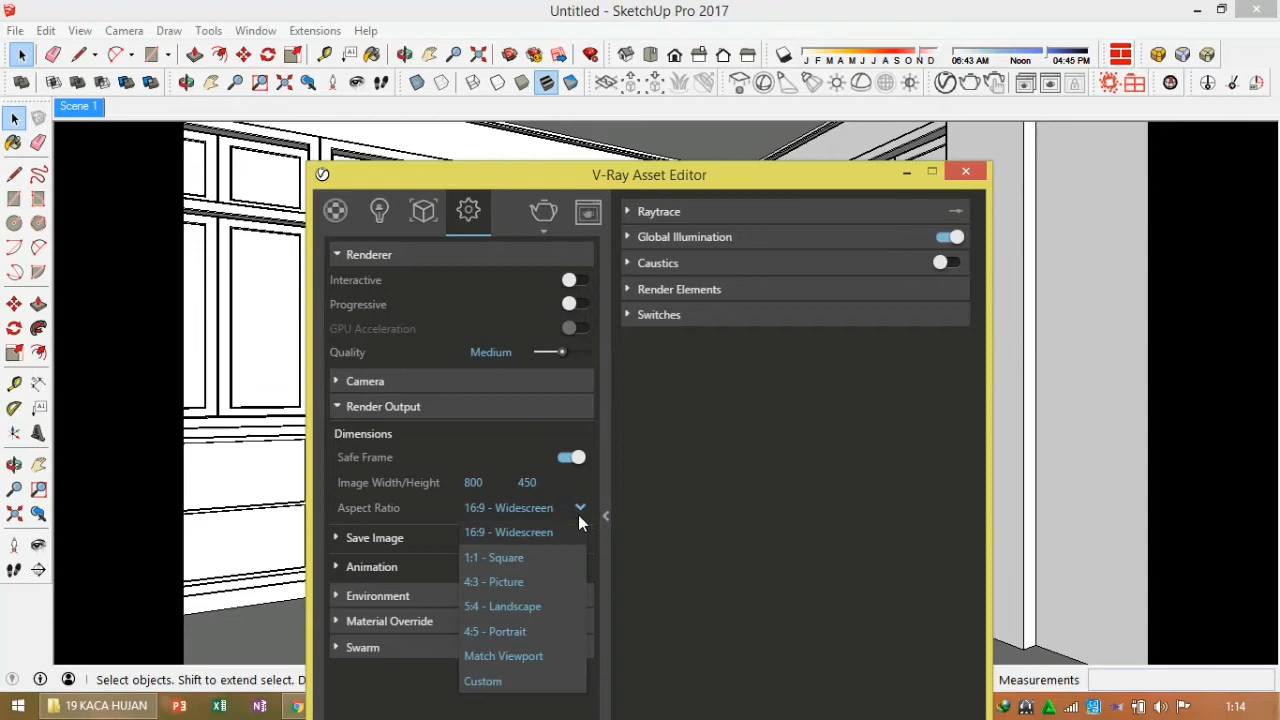 Untitled - SketchUp Pro 2017
File Edit View Camera Draw Tools Window Extensions Help
J F M A M J J A S O N D 06:43 AM Noon 04:45 PM
Scene 1
V-Ray Asset Editor
Renderer
Interactive
Progressive
GPU Acceleration
Quality Medium
Camera
Render Output
Dimensions
Safe Frame
Image Width/Height 800 450
Aspect Ratio 16:9 - Widescreen
16:9 - Widescreen
Save Image
1:1 - Square
Animation
4:3 - Picture
Environment
5:4 - Landscape
Material Override
4:5 - Portrait
Swarm
Match Viewport
Custom
Raytrace
Global Illumination
Caustics
Render Elements
Switches
Select objects. Shift to extend select. D
Measurements
19 KACA HUJAN
1:14